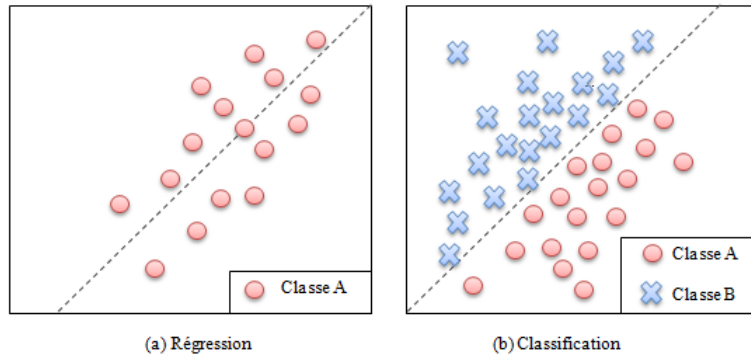 Classe A
Classe A
Classe B
(a) Régression
(b) Classification